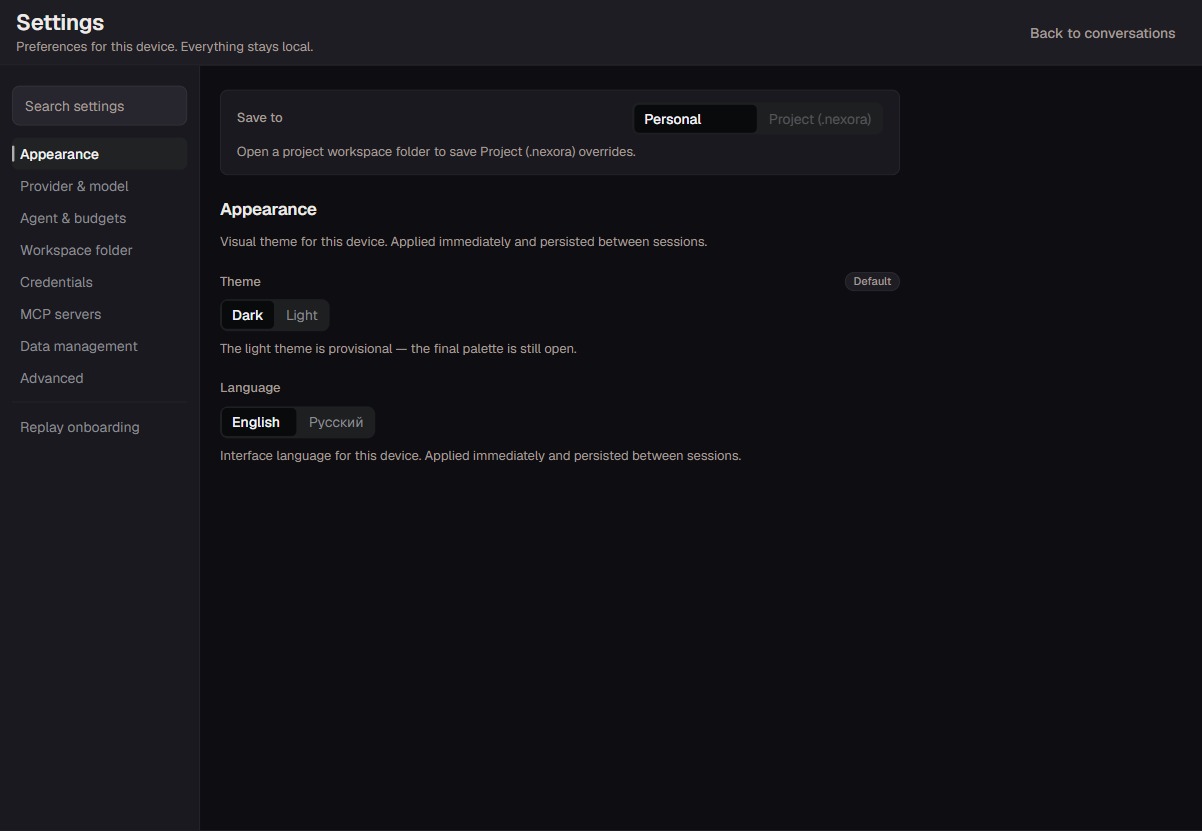 Settings
Preferences for this device. Everything stays local.
Back to conversations
Search settings
Appearance
Provider & model
Agent & budgets
Workspace folder
Credentials
MCP servers
Data management
Advanced
Replay onboarding
Save to
Personal
Project (.nexora)
Open a project workspace folder to save Project (.nexora) overrides.
Appearance
Visual theme for this device. Applied immediately and persisted between sessions.
Theme
Default
Dark
Light
The light theme is provisional — the final palette is still open.
Language
English
Русский
Interface language for this device. Applied immediately and persisted between sessions.